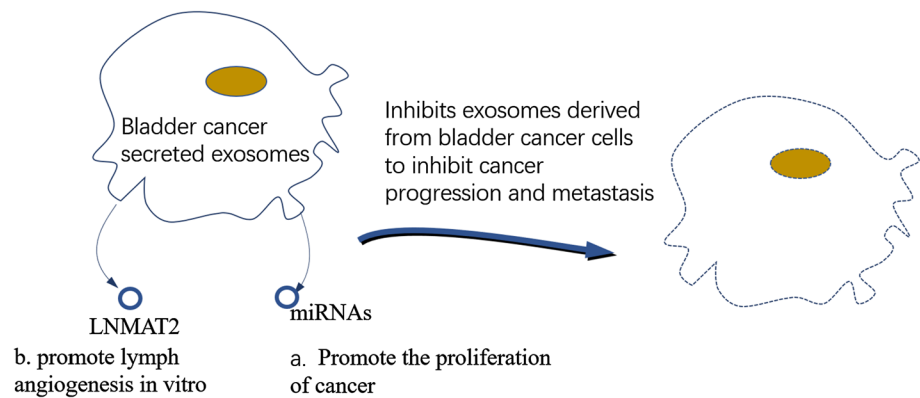 Bladder cancer
secreted exosomes
Inhibits exosomes derived
from bladder cancer cells
to inhibit cancer
progression and metastasis
LNMAT2
b. promote lymph
angiogenesis in vitro
miRNAs
a. Promote the proliferation
of cancer